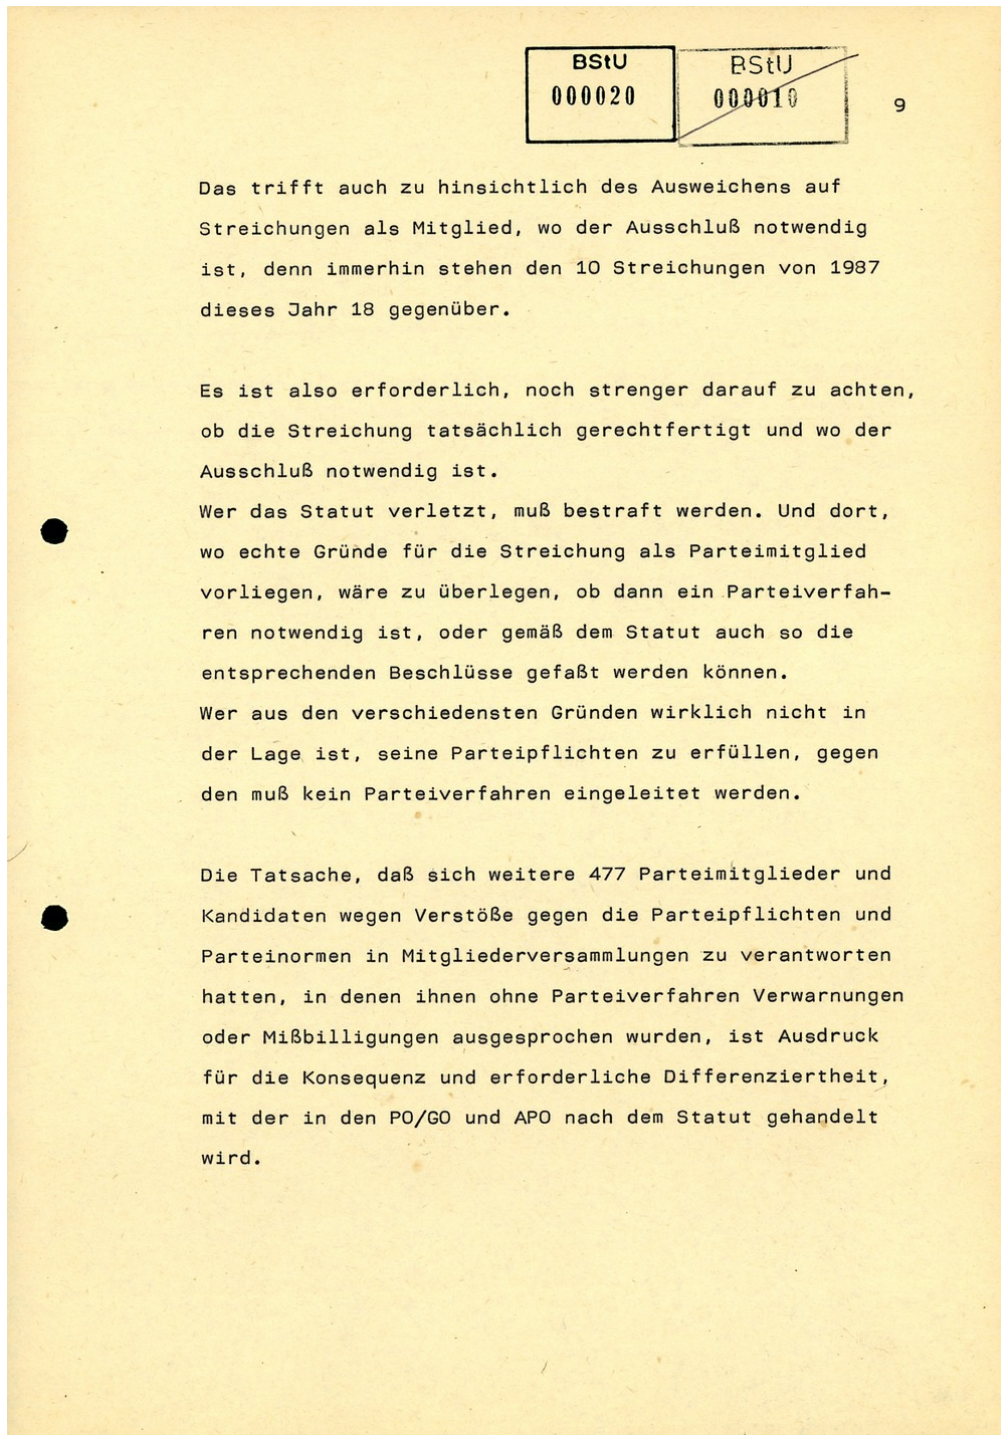 BStU
000020
BStU
000010
9
Das trifft auch zu hinsichtlich des Ausweichens auf
Streichungen als Mitglied, wo der Ausschluß notwendig
ist, denn immerhin stehen den 10 Streichungen von 1987
dieses Jahr 18 gegenüber.
Es ist also erforderlich, noch strenger darauf zu achten,
ob die Streichung tatsächlich gerechtfertigt und wo der
Ausschluß notwendig ist.
Wer das Statut verletzt, muß bestraft werden. Und dort,
wo echte Gründe für die Streichung als Parteimitglied
vorliegen, wäre zu überlegen, ob dann ein Parteiverfah-
ren notwendig ist, oder gemäß dem Statut auch so die
entsprechenden Beschlüsse gefaßt werden können.
Wer aus den verschiedensten Gründen wirklich nicht in
der Lage ist, seine Parteipflichten zu erfüllen, gegen
den muß kein Parteiverfahren eingeleitet werden.
Die Tatsache, daß sich weitere 477 Parteimitglieder und
Kandidaten wegen Verstöße gegen die Parteipflichten und
Parteinormen in Mitgliederversammlungen zu verantworten
hatten, in denen ihnen ohne Parteiverfahren Verwarnungen
oder Mißbilligungen ausgesprochen wurden, ist Ausdruck
für die Konsequenz und erforderliche Differenziertheit,
mit der in den PO/GO und APO nach dem Statut gehandelt
wird.